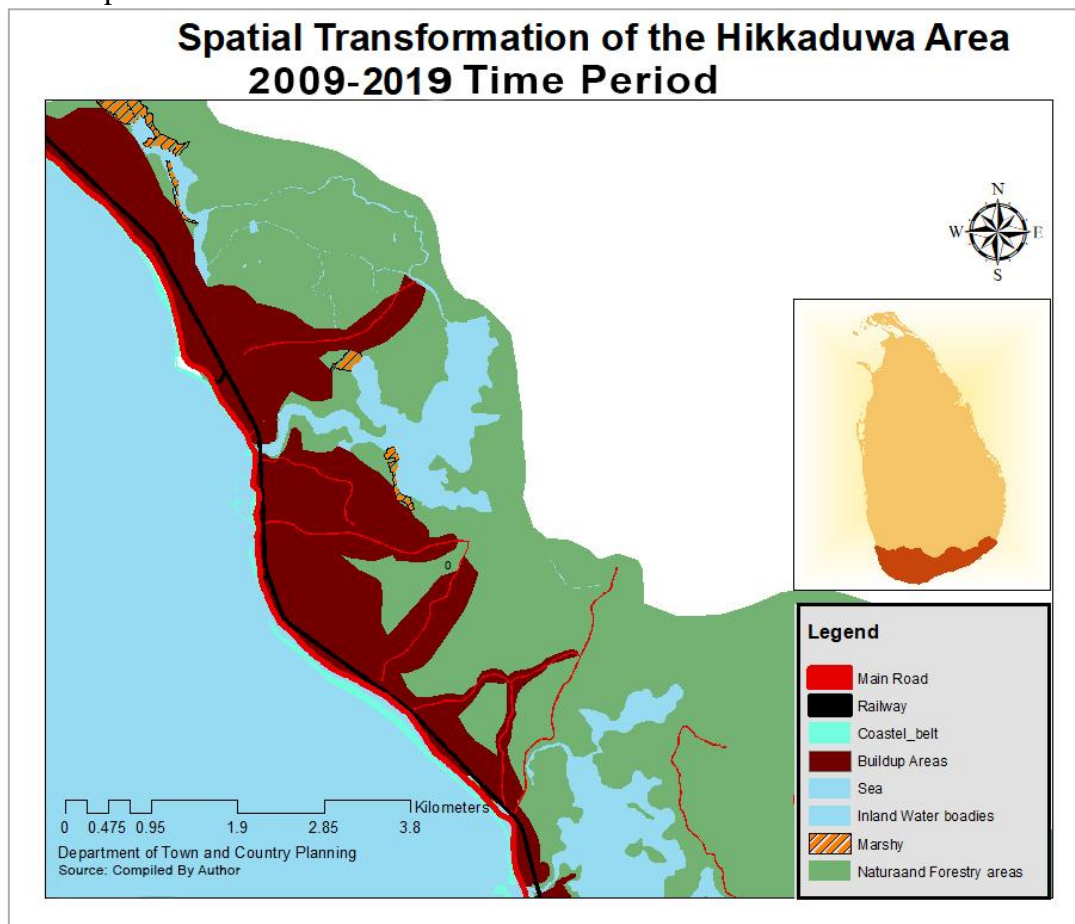 Spatial Transformation of the Hikkaduwa Area
2009-2019 Time Period
N
W E
S
0
Legend
Main Road
Railway
Coastel_belt
Buildup Areas
Sea
Inland Water boadies
Marshy
Naturaand Forestry areas
Kilometers
0 0.475 0.95 1.9 2.85 3.8
Department of Town and Country Planning
Source: Compiled By Author